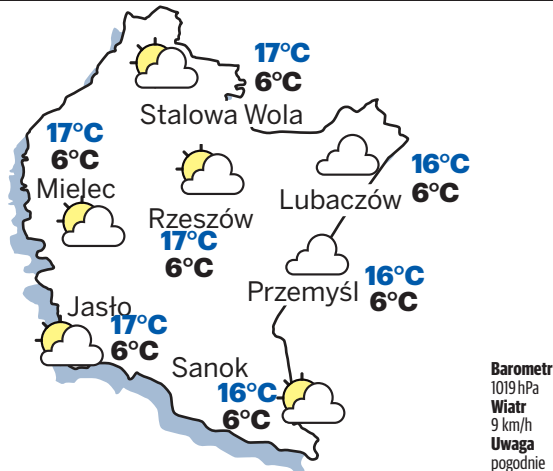 17°C
6°C
Stalowa Wola
17°C
6°C
Mielec
Rzeszów
17°C
6°C
16°C
6°C
Lubaczów
Przemyśl
16°C
6°C
Jasło
17°C
6°C
Sanok
16°C
6°C
Barometr
1019 hPa
Wiatr
9 km/h
Uwaga
pogodnie